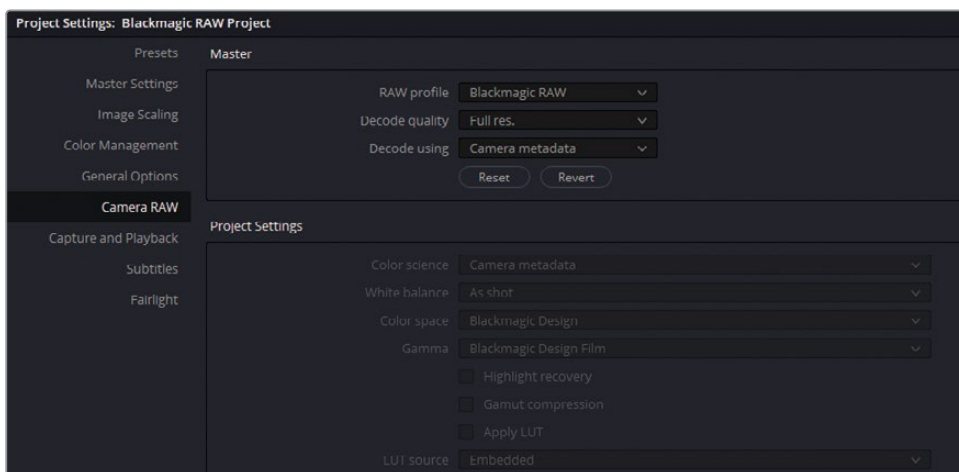 Project Settings: Blackmagic RAW Project
Presets
Master Settings
Image Scaling
Color Management
General Options
Camera RAW
Capture and Playback
Subtitles
Fairlight
Master
RAW profile Blackmagic RAW
Decode quality Full res.
Decode using Camera metadata
Reset Revert
Project Settings
Color science Camera metadata
White balance As shot
Color space Blackmagic Design
Gamma Blackmagic Design Film
Highlight recovery
Gamut compression
Apply LUT
LUT source Embedded